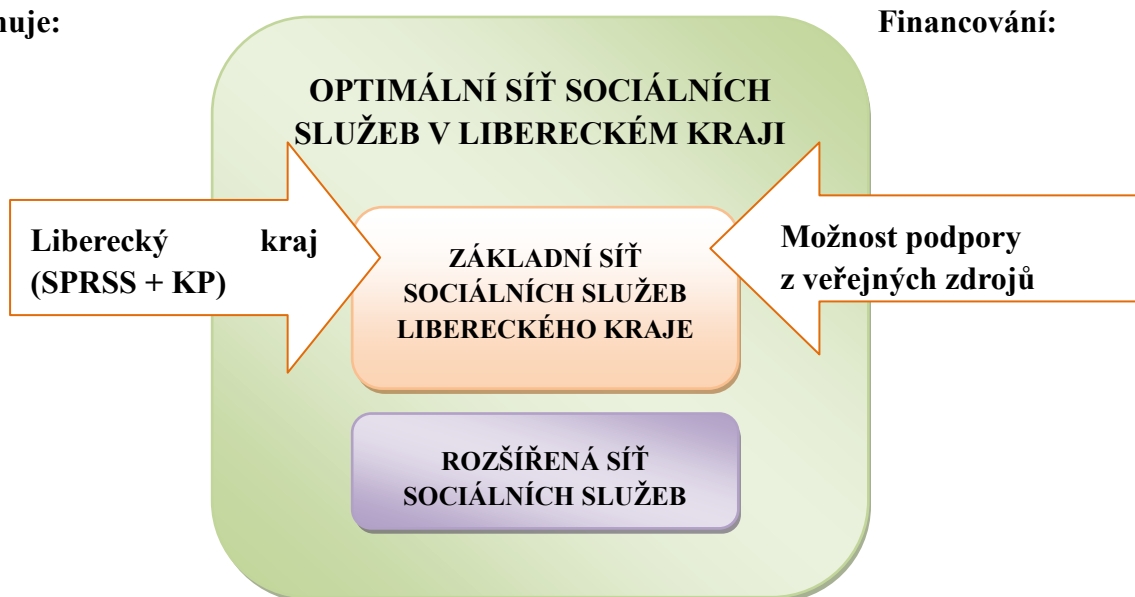 nuje:
Financování:
OPTIMÁLNÍ SÍŤ SOCIÁLNÍCH
SLUŽEB V LIBERECKÉM KRAJI
Liberecký kraj
(SPRSS + KP)
ZÁKLADNÍ SÍŤ
SOCIÁLNÍCH SLUŽEB
LIBERECKÉHO KRAJE
Možnost podpory
z veřejných zdrojů
ROZŠÍŘENÁ SÍŤ
SOCIÁLNÍCH SLUŽEB